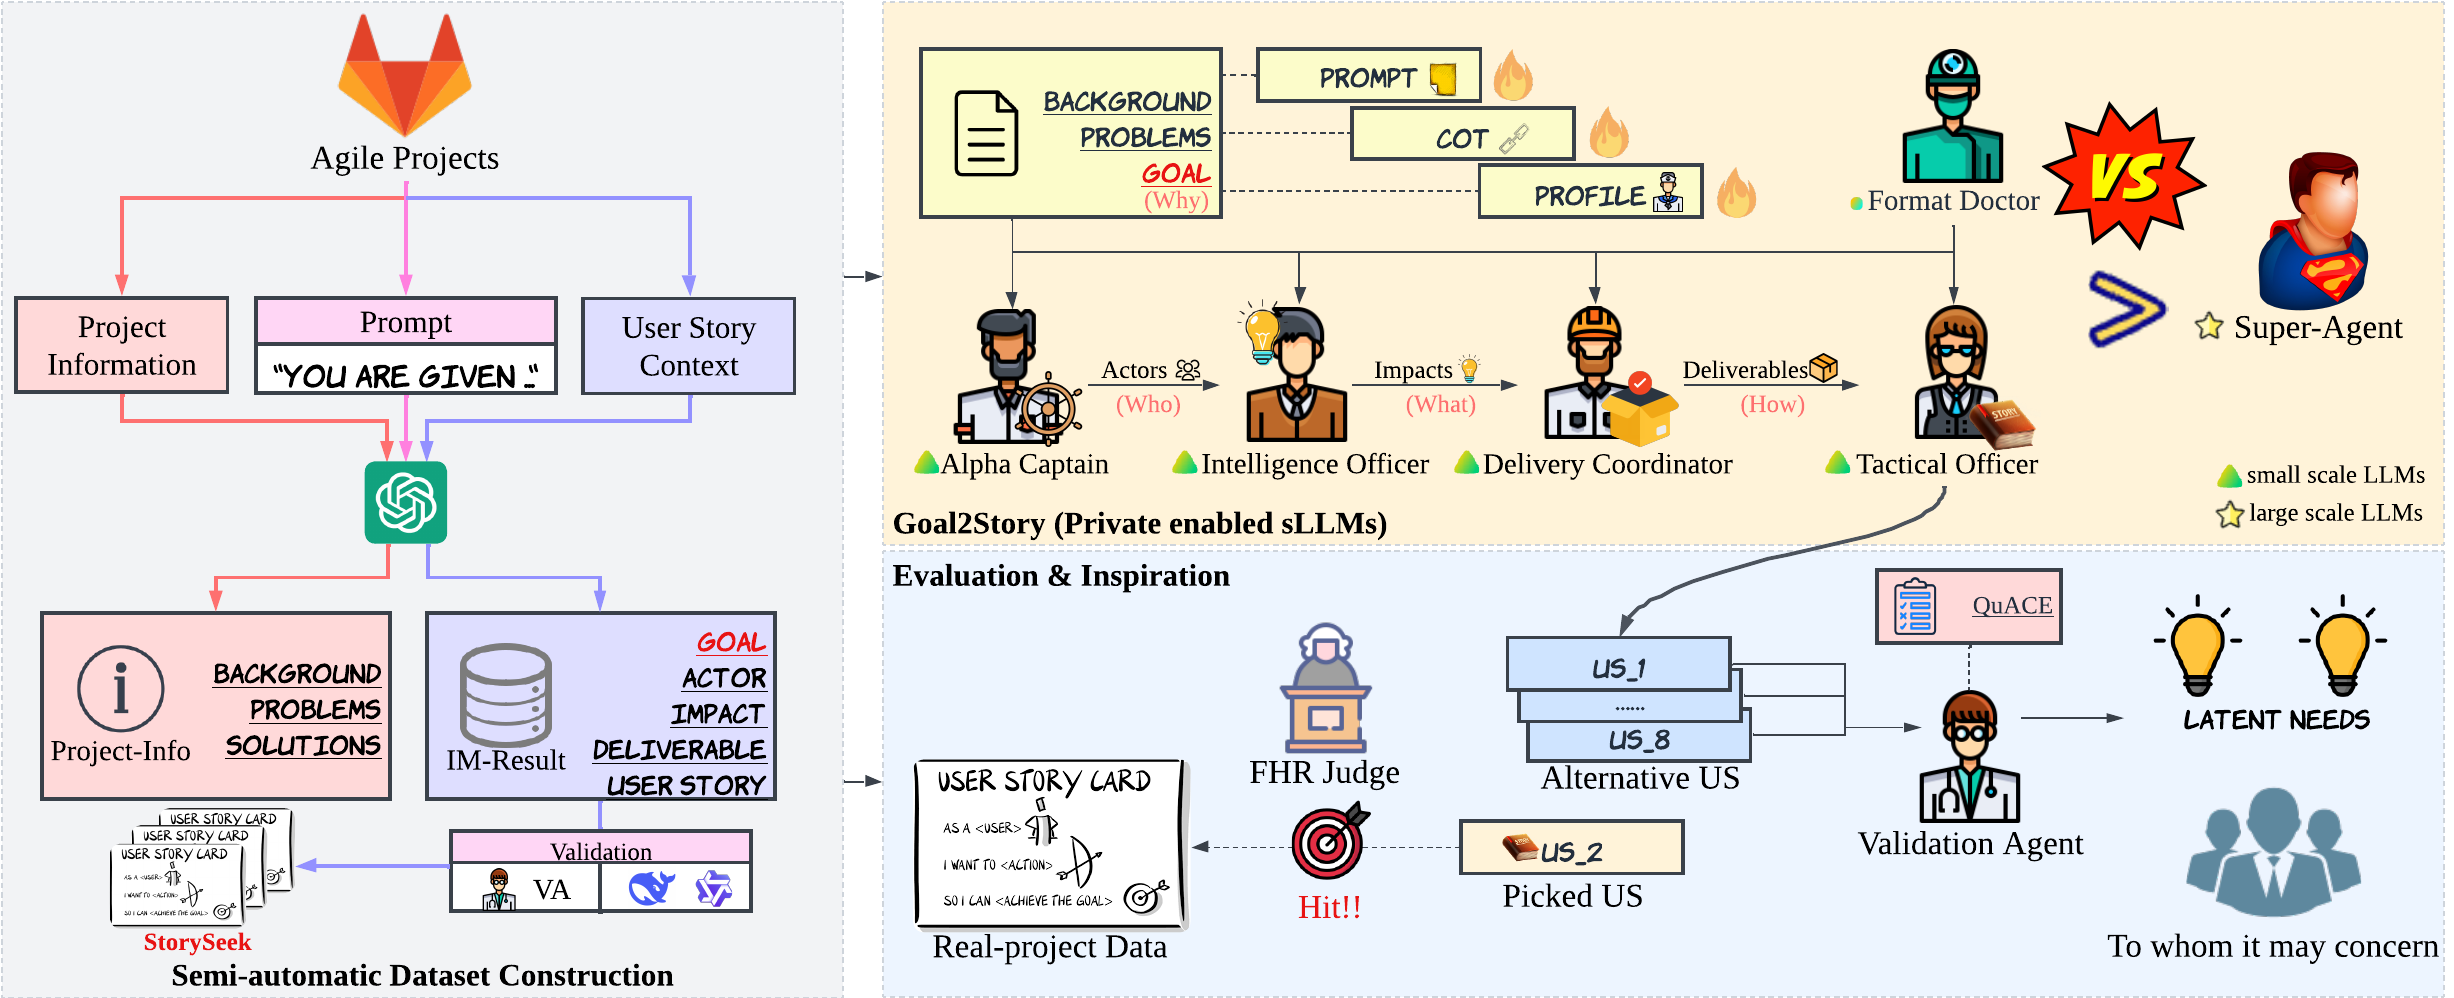 Agile Projects
Project
Information
Prompt
"YOU ARE GIVEN .."
User Story
Context
Project-Info
BACKGROUND
PROBLEMS
SOLUTIONS
IM-Result
GOAL
ACTOR
IMPACT
DELIVERABLE
USER STORY
Validation
VA
USER STORY CARD
USER STORY CARD
USER STORY CARD
AS A <USER>
I WANT TO <ACTION>
SO I CAN <ACHIEVE THE GOAL>
StorySeek
Semi-automatic Dataset Construction
BACKGROUND
PROBLEMS
GOAL
(Why)
PROMPT
COT
PROFILE
Format Doctor
VS
Super-Agent
Actors
(Who)
Impacts
(What)
Deliverables
(How)
STORY
Alpha Captain
Intelligence Officer
Delivery Coordinator
Tactical Officer
small scale LLMs
large scale LLMs
Goal2Story (Private enabled sLLMs)
Evaluation & Inspiration
FHR Judge
US_1
......
US_8
Alternative US
QuACE
Validation Agent
LATENT NEEDS
To whom it may concern
USER STORY CARD
AS A <USER>
I WANT TO <ACTION>
SO I CAN <ACHIEVE THE GOAL>
Real-project Data
Hit!!
US_2
Picked US